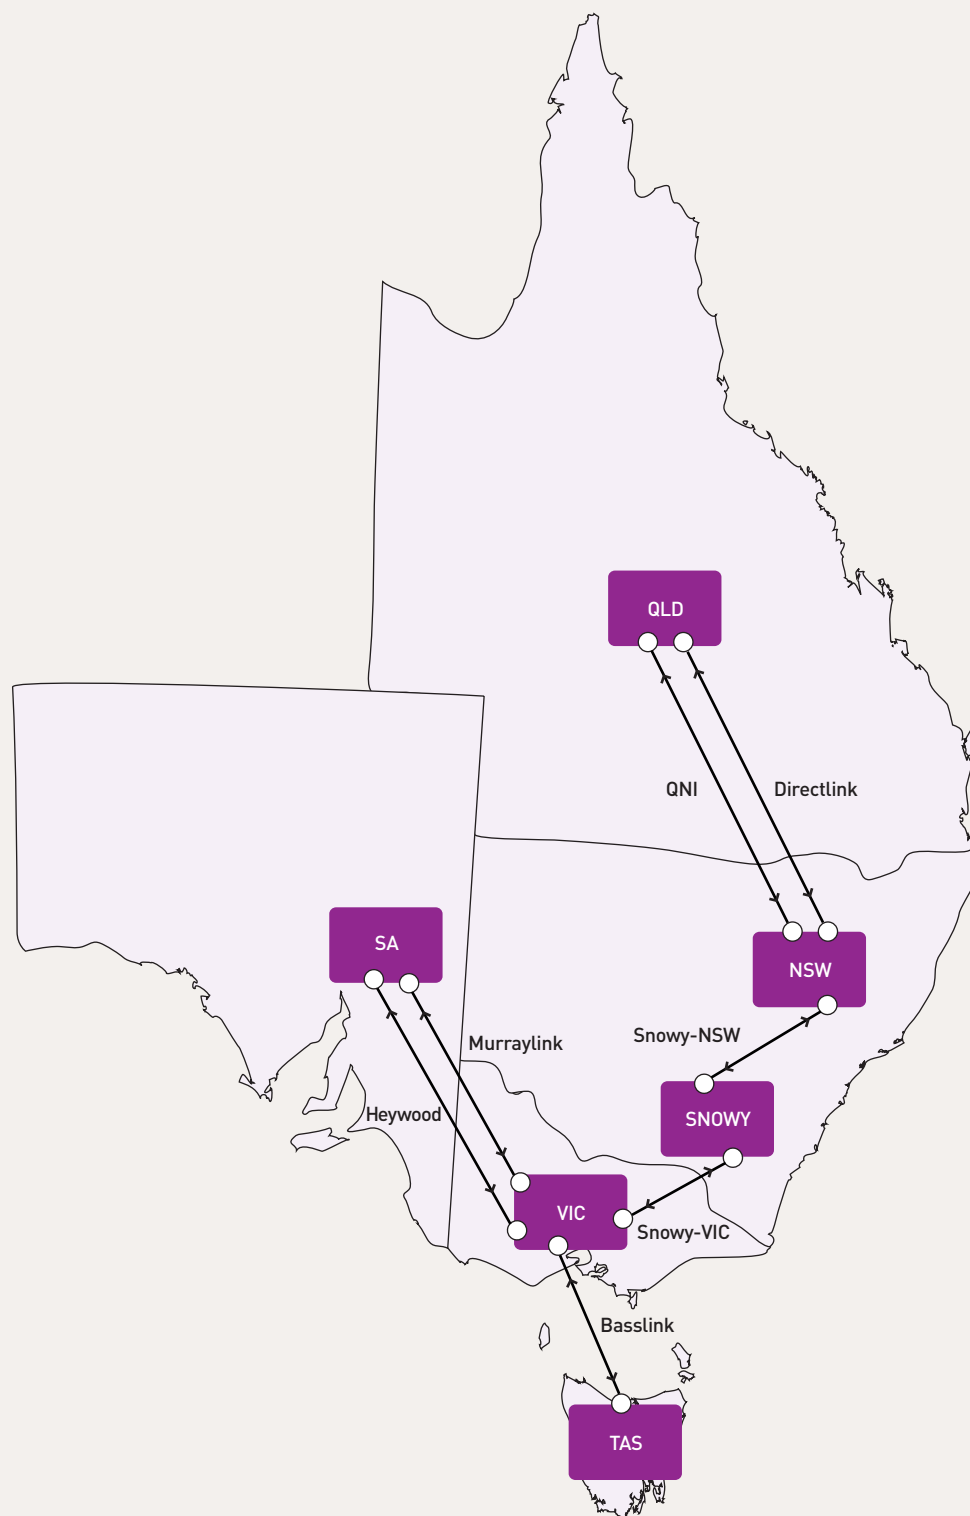 QLD
QNI
Directlink
SA
NSW
Murraylink
Snowy-NSW
Heywood
SNOWY
VIC
Snowy-VIC
Basslink
TAS